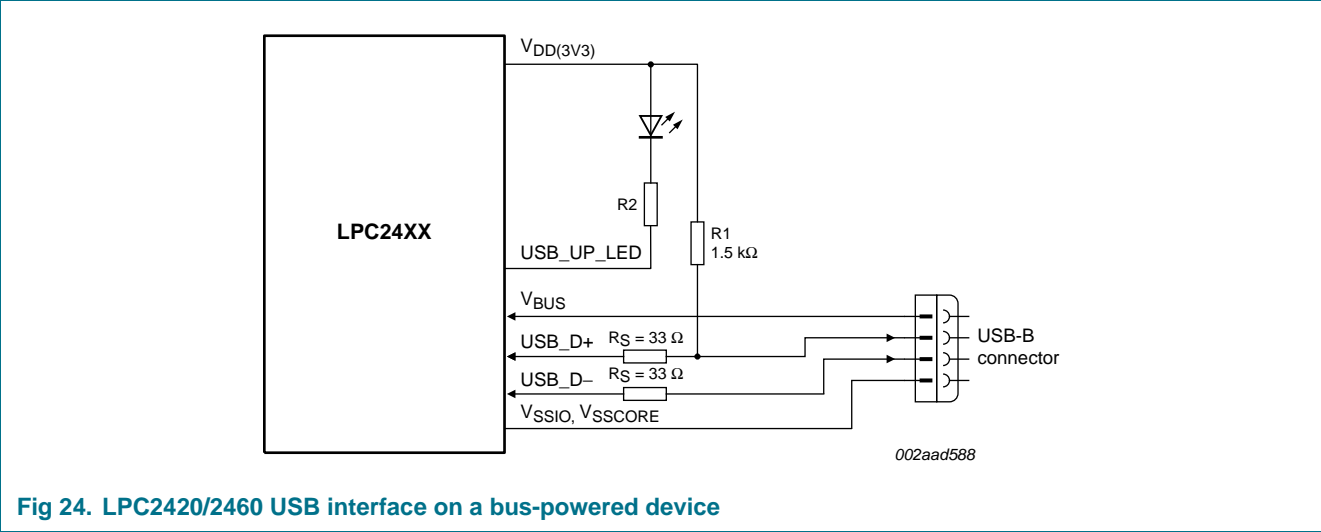 VDD(3V3)
R2
LPC24XX
R1
1.5 kΩ
USB_UP_LED
VBUS
USB_D+ RS = 33 Ω
USB-B
connector
USB_D− RS = 33 Ω
VSSIO, VSSCORE
002aad588
Fig 24. LPC2420/2460 USB interface on a bus-powered device